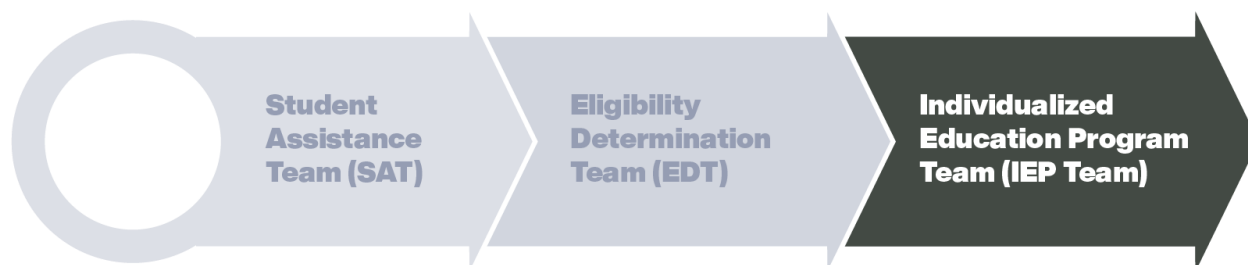 Student
Assistance
Team (SAT)
Eligibility
Determination
Team (EDT)
Individualized
Education Program
Team (IEP Team)